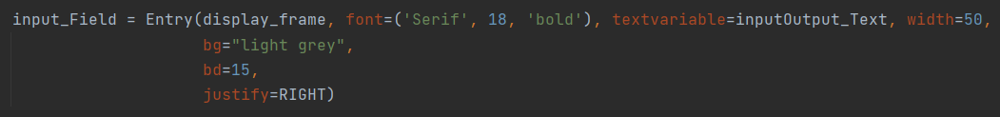 input_Field = Entry(display_frame, font=('Serif', 18, 'bold'), textvariable=inputOutput_Text, width=50,
bg="light grey",
bd=15,
justify=RIGHT)